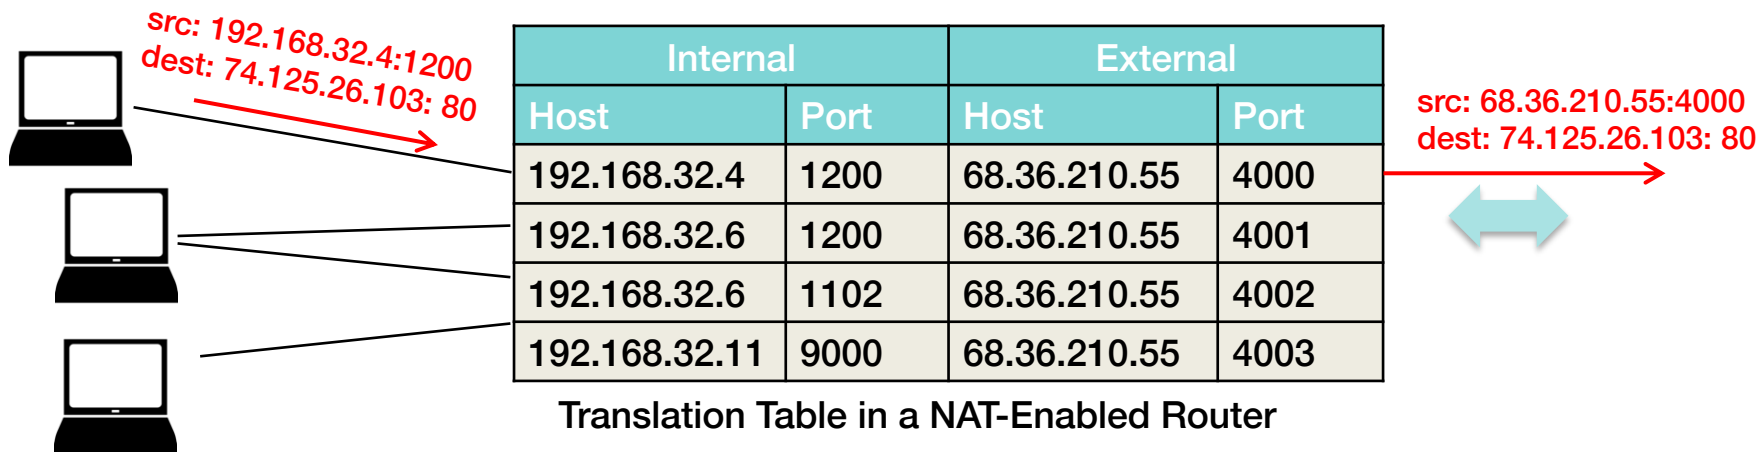 src: 192.168.32.4:1200
dest: 74.125.26.103: 80
Internal External
Host Port Host Port
192.168.32.4 1200 68.36.210.55 4000
192.168.32.6 1200 68.36.210.55 4001
192.168.32.6 1102 68.36.210.55 4002
192.168.32.11 9000 68.36.210.55 4003
src: 68.36.210.55:4000
dest: 74.125.26.103: 80
Translation Table in a NAT-Enabled Router